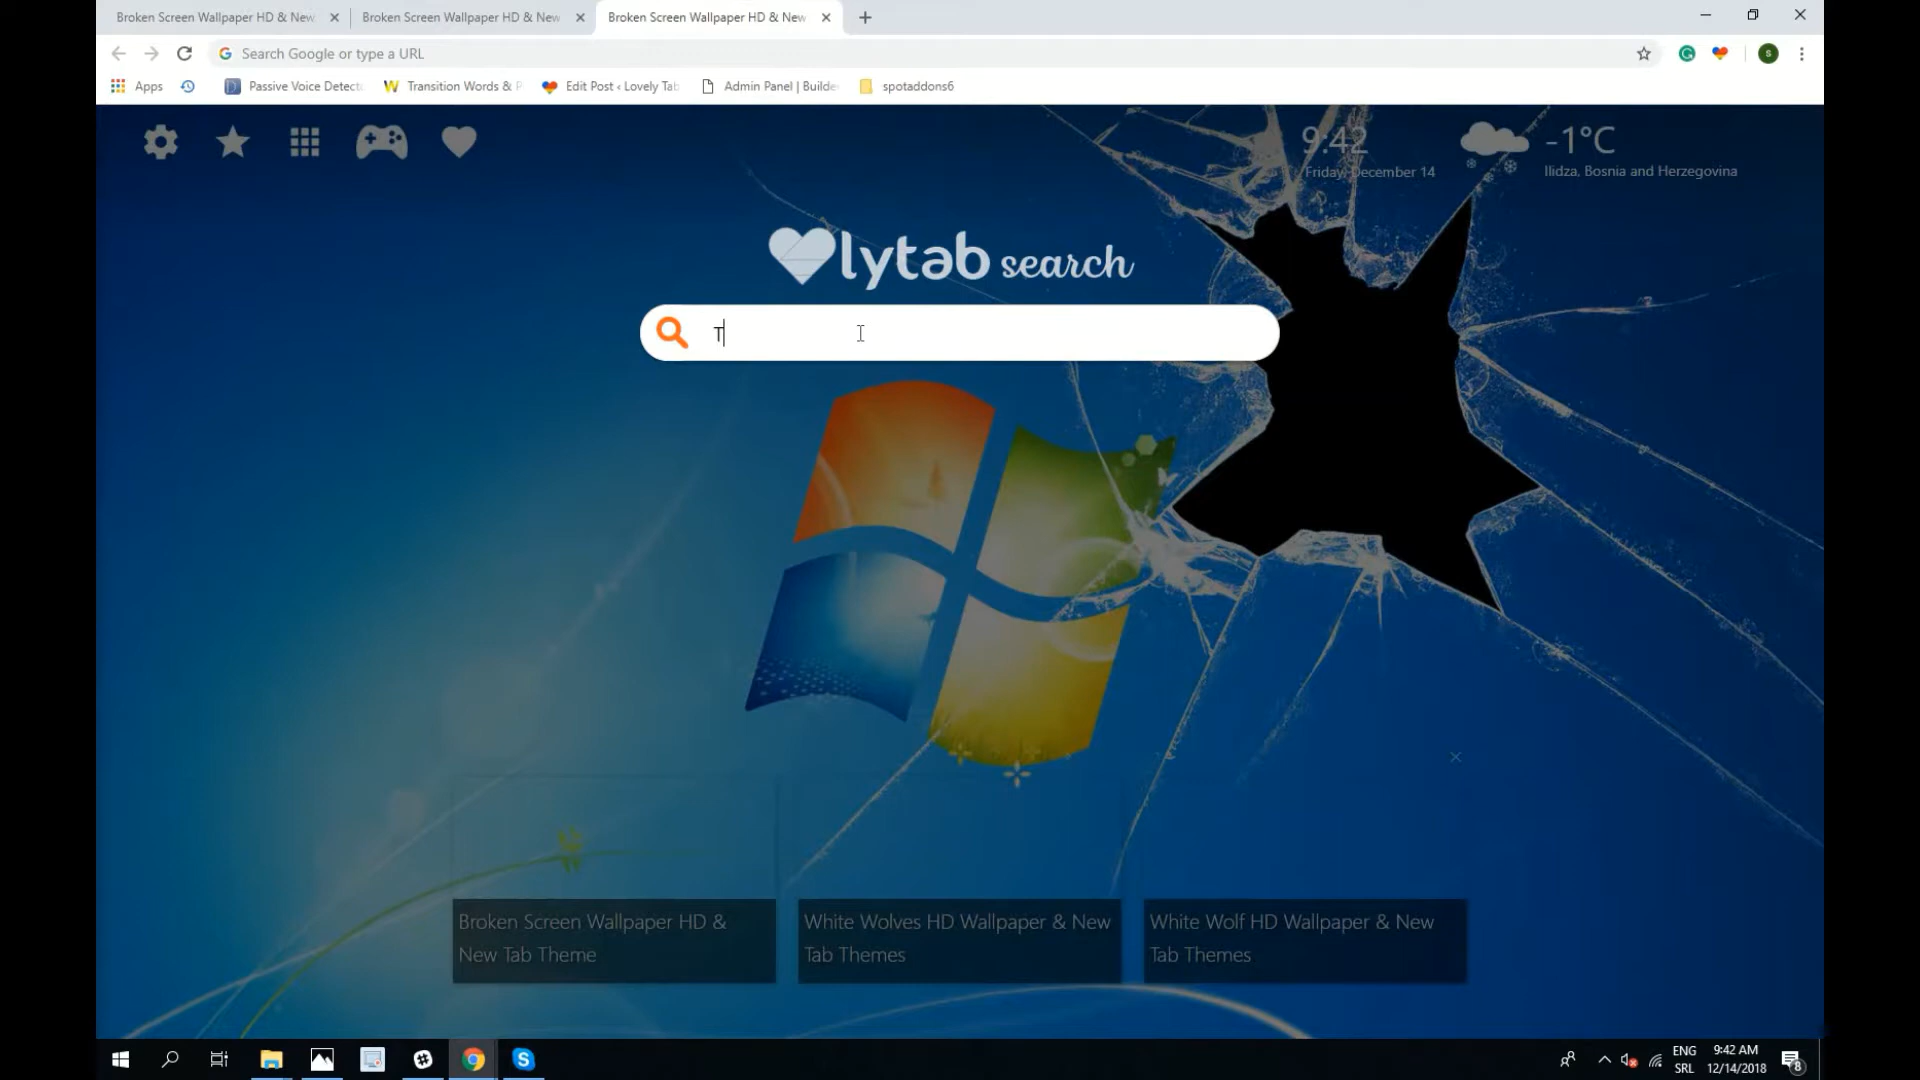 Broken Screen Wallpaper HD & New
Broken Screen Wallpaper HD & New
Broken Screen Wallpaper HD & New
Search Google or type a URL
S
Apps
Passive Voice Detect
Transition Words & P
Edit Post ‹ Lovely Tab
Admin Panel | Builde
spotaddons6
9:42
Friday, December 14
-1°C
Ilidza, Bosnia and Herzegovina
lytab search
T
Broken Screen Wallpaper HD &
New Tab Theme
White Wolves HD Wallpaper & New
Tab Themes
White Wolf HD Wallpaper & New
Tab Themes
ENG
SRL
9:42 AM
12/14/2018
8